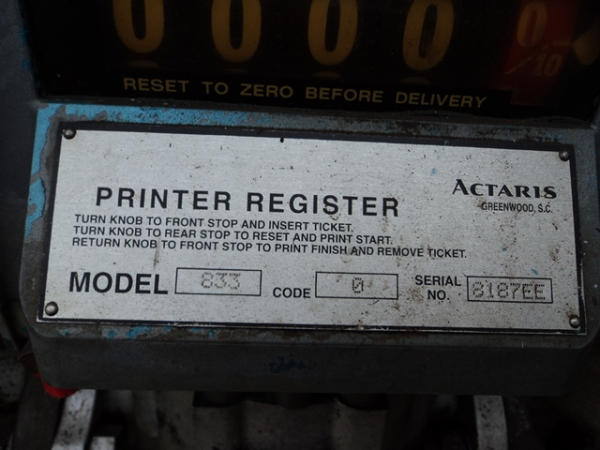 0 0 0 0 0
/10
RESET TO ZERO BEFORE DELIVERY
PRINTER REGISTER
ACTARIS
GREENWOOD, S.C.
TURN KNOB TO FRONT STOP AND INSERT TICKET.
TURN KNOB TO REAR STOP TO RESET AND PRINT START.
RETURN KNOB TO FRONT STOP TO PRINT FINISH AND REMOVE TICKET.
MODEL 833 CODE 0 SERIAL NO. 8187EE